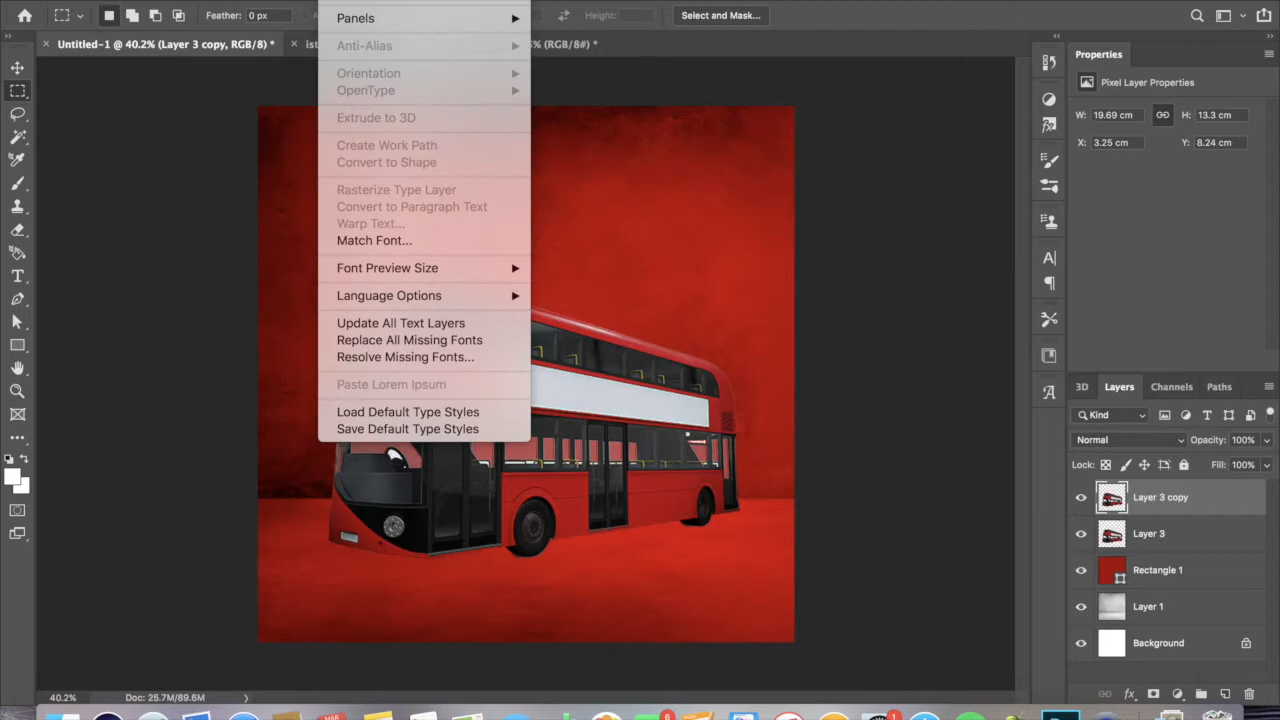 Feather: 0 px
Height:
Select and Mask...
Untitled-1 @ 40.2% (Layer 3 copy, RGB/8) *
ist
% (RGB/8#) *
Panels
Anti-Alias
Orientation
OpenType
Extrude to 3D
Create Work Path
Convert to Shape
Rasterize Type Layer
Convert to Paragraph Text
Warp Text...
Match Font...
Font Preview Size
Language Options
Update All Text Layers
Replace All Missing Fonts
Resolve Missing Fonts...
Paste Lorem Ipsum
Load Default Type Styles
Save Default Type Styles
Properties
Pixel Layer Properties
W: 19.69 cm
H: 13.3 cm
X: 3.25 cm
Y: 8.24 cm
3D
Layers
Channels
Paths
Kind
Normal
Opacity: 100%
Lock:
Fill: 100%
Layer 3 copy
Layer 3
Rectangle 1
Layer 1
Background
40.2%
Doc: 25.7M/89.6M
MAR
6
1